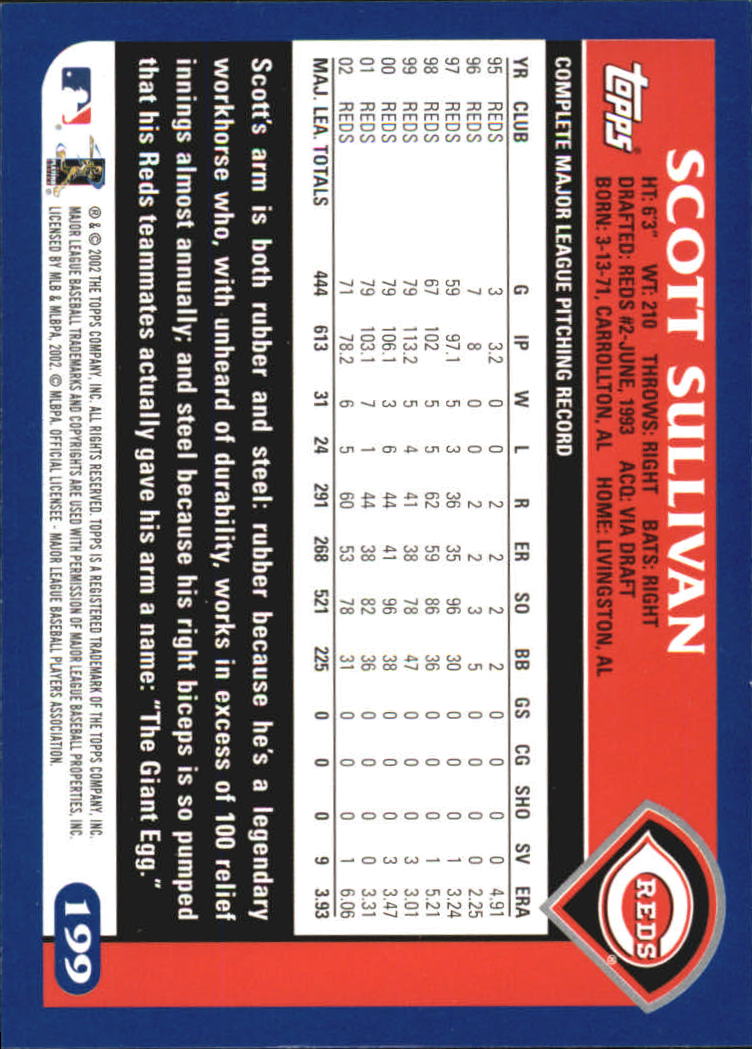 SCOTT SULLIVAN
topps®
HT: 6'3" WT: 210 THROWS: RIGHT BATS: RIGHT
DRAFTED: REDS #2-JUNE, 1993 ACQ: VIA DRAFT
BORN: 3-13-71, CARROLLTON, AL HOME: LIVINGSTON, AL
REDS®
COMPLETE MAJOR LEAGUE PITCHING RECORD
YR CLUB G IP W L R ER SO BB GS CG SHO SV ERA
95 REDS 3 3.2 0 0 2 2 2 2 0 0 0 0 4.91
96 REDS 7 8 0 0 2 2 3 5 0 0 0 0 2.25
97 REDS 59 97.1 5 3 36 35 96 30 0 0 0 1 3.24
98 REDS 67 102 5 5 62 59 86 36 0 0 0 1 5.21
99 REDS 79 113.2 5 4 41 38 78 47 0 0 0 3 3.01
00 REDS 79 106.1 3 6 44 41 96 38 0 0 0 3 3.47
01 REDS 79 103.1 7 1 44 38 82 36 0 0 0 0 3.31
02 REDS 71 78.2 6 5 60 53 78 31 0 0 0 1 6.06
MAJ. LEA. TOTALS 444 613 31 24 291 268 521 225 0 0 0 9 3.93
Scott's arm is both rubber and steel: rubber because he's a legendary
workhorse who, with unheard of durability, works in excess of 100 relief
innings almost annually; and steel because his right biceps is so pumped
that his Reds teammates actually gave his arm a name: "The Giant Egg."
® & © 2002 THE TOPPS COMPANY, INC. ALL RIGHTS RESERVED. TOPPS IS A REGISTERED TRADEMARK OF THE TOPPS COMPANY, INC.
MAJOR LEAGUE BASEBALL TRADEMARKS AND COPYRIGHTS ARE USED WITH PERMISSION OF MAJOR LEAGUE BASEBALL PROPERTIES, INC.
LICENSED BY MLB & MLBPA, 2002. © MLBPA. OFFICIAL LICENSEE - MAJOR LEAGUE BASEBALL PLAYERS ASSOCIATION.
199